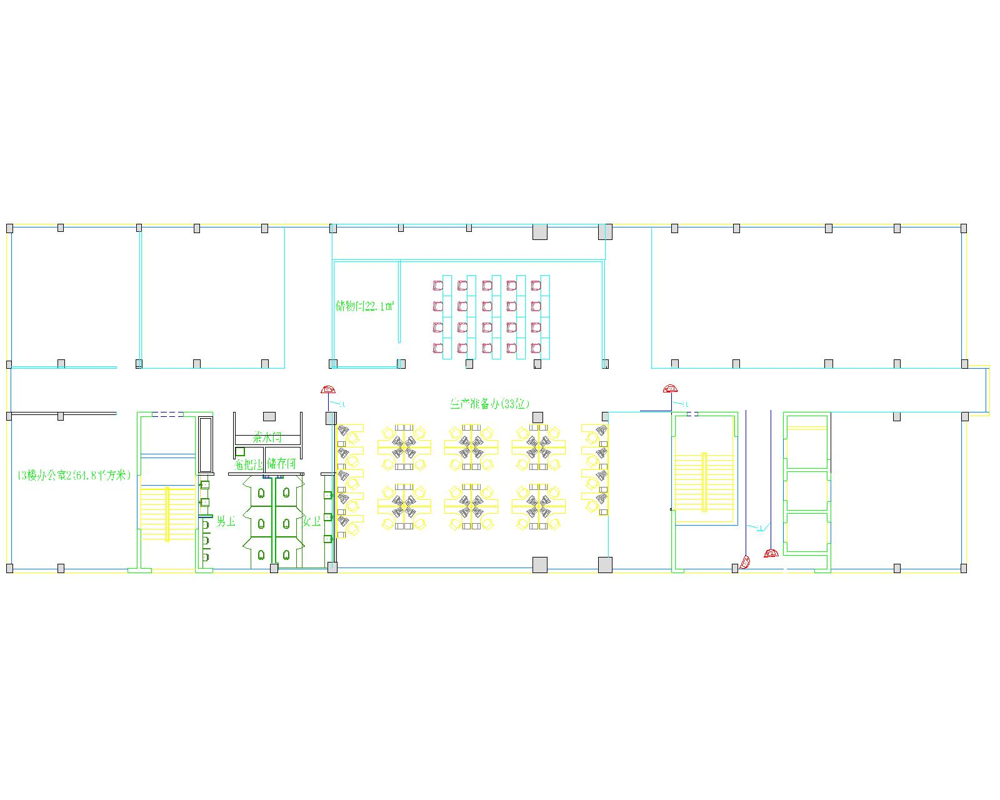 储物间22.1㎡
生产准备办(33位)
茶水间
拖把池
储存间
13楼办公室2(64.8平方米)
男卫
女卫